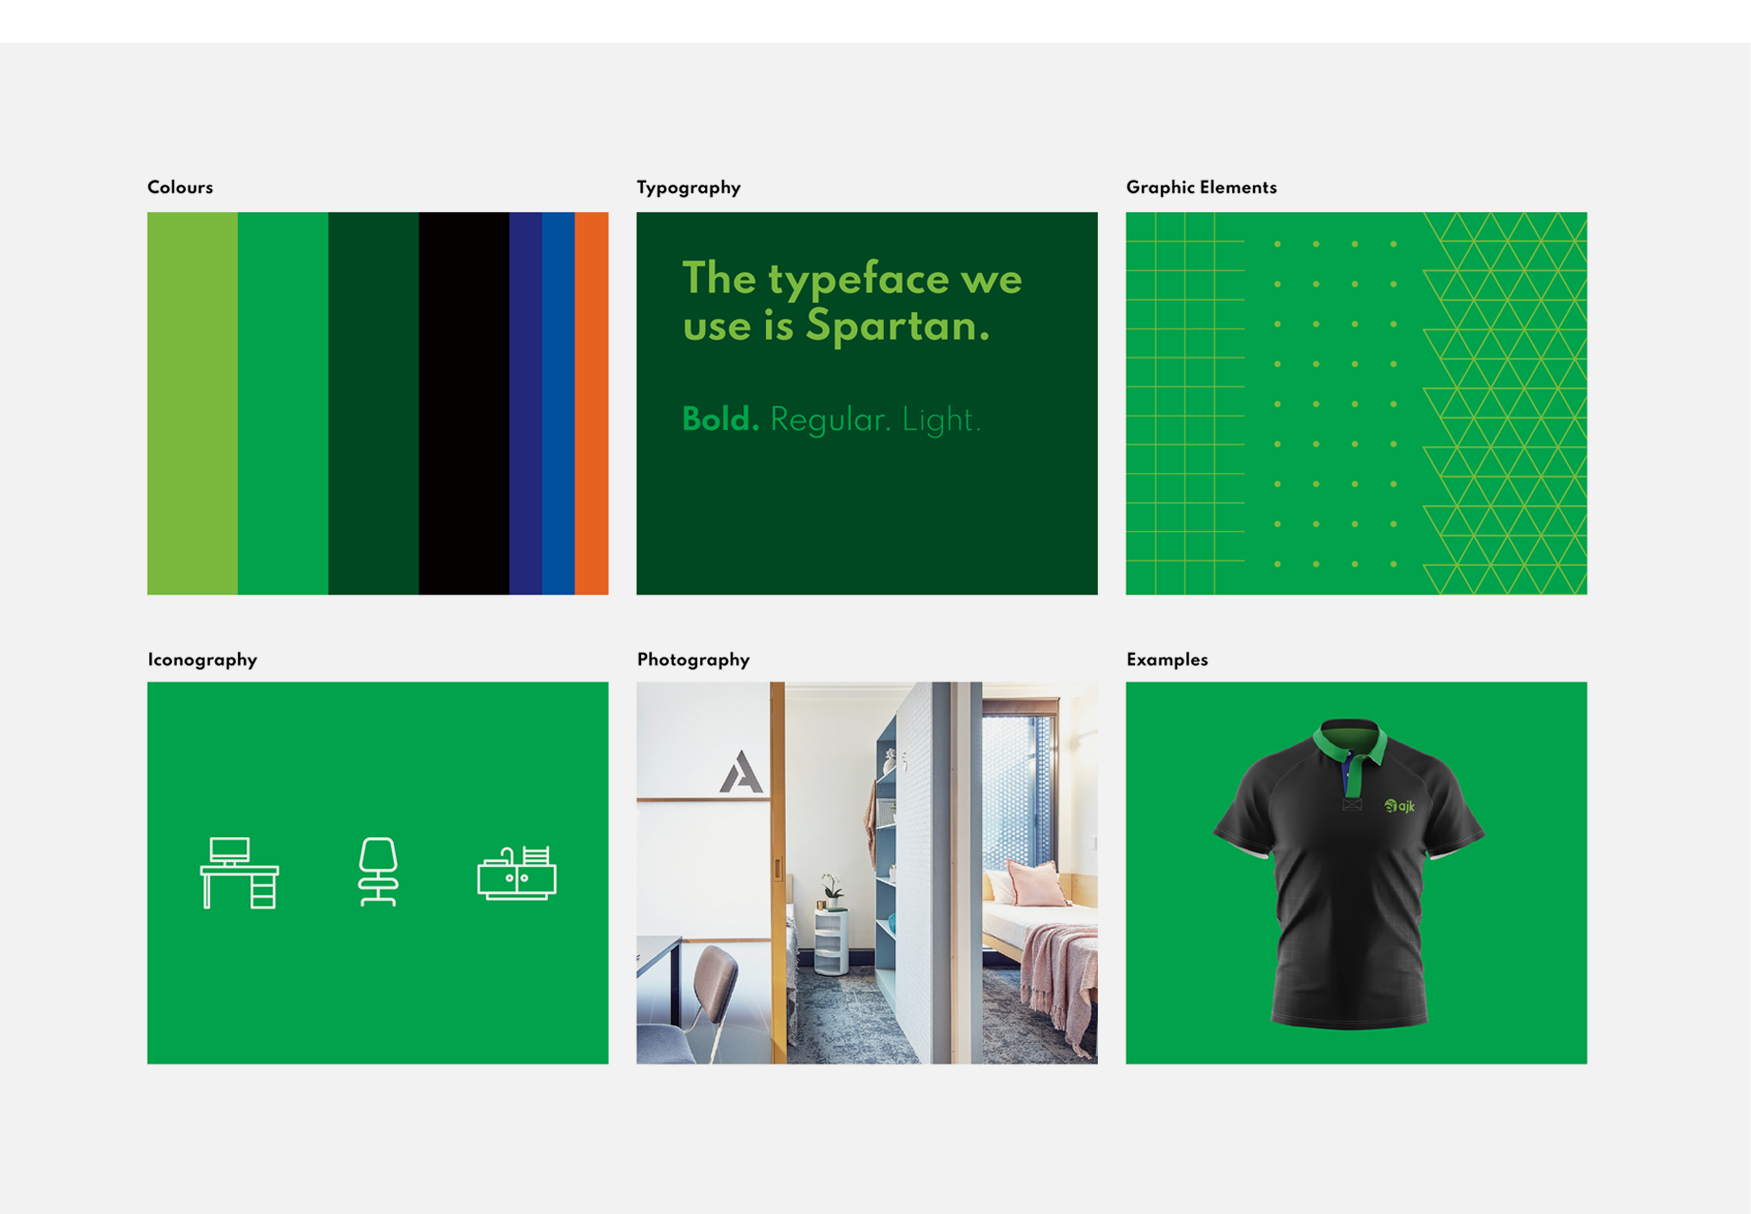 Colours
Typography
Graphic Elements
The typeface we
use is Spartan.
Bold. Regular. Light.
Iconography
Photography
Examples
A
ajk